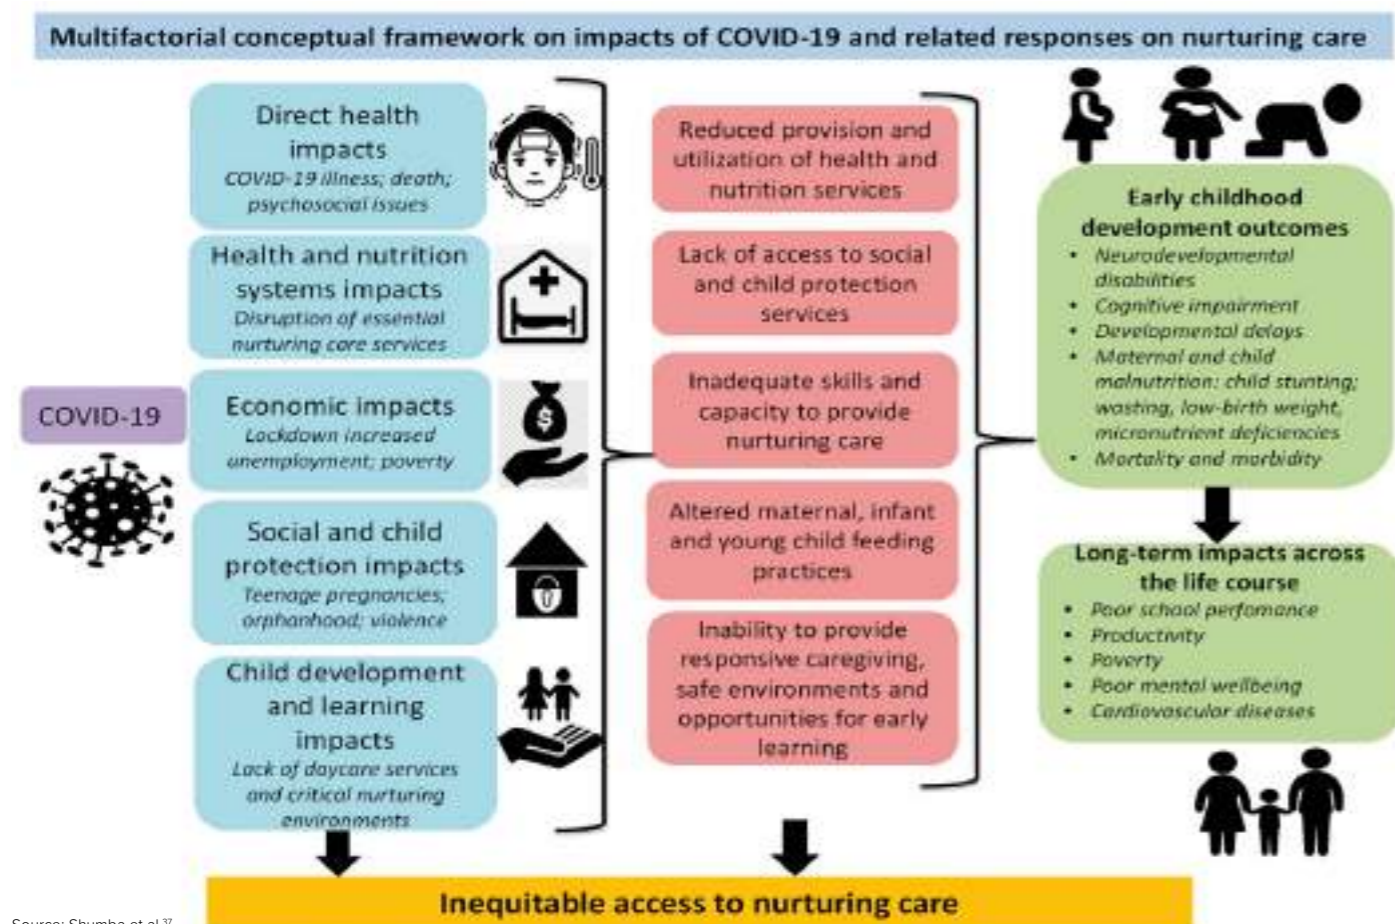 Multifactorial conceptual framework on impacts of COVID-19 and related responses on nurturing care
COVID-19
Direct health
impacts
COVID-19 illness; death;
psychosocial issues
Health and nutrition
systems impacts
Disruption of essential
nurturing care services
Economic impacts
Lockdown increased
unemployment; poverty
Social and child
protection impacts
Teenage pregnancies;
orphanhood; violence
Child development
and learning
impacts
Lack of daycare services
and critical nurturing
environments
$
Reduced provision and
utilization of health and
nutrition services
Lack of access to social
and child protection
services
Inadequate skills and
capacity to provide
nurturing care
Altered maternal, infant
and young child feeding
practices
Inability to provide
responsive caregiving,
safe environments and
opportunities for early
learning
Early childhood
development outcomes
• Neurodevelopmental
disabilities
• Cognitive impairment
• Developmental delays
• Maternal and child
malnutrition: child stunting;
wasting, low-birth weight,
micronutrient deficiencies
• Mortality and morbidity
Long-term impacts across
the life course
• Poor school perfomance
• Productivity
• Poverty
• Poor mental wellbeing
• Cardiovascular diseases
Inequitable access to nurturing care
Source: Shumba et al.37